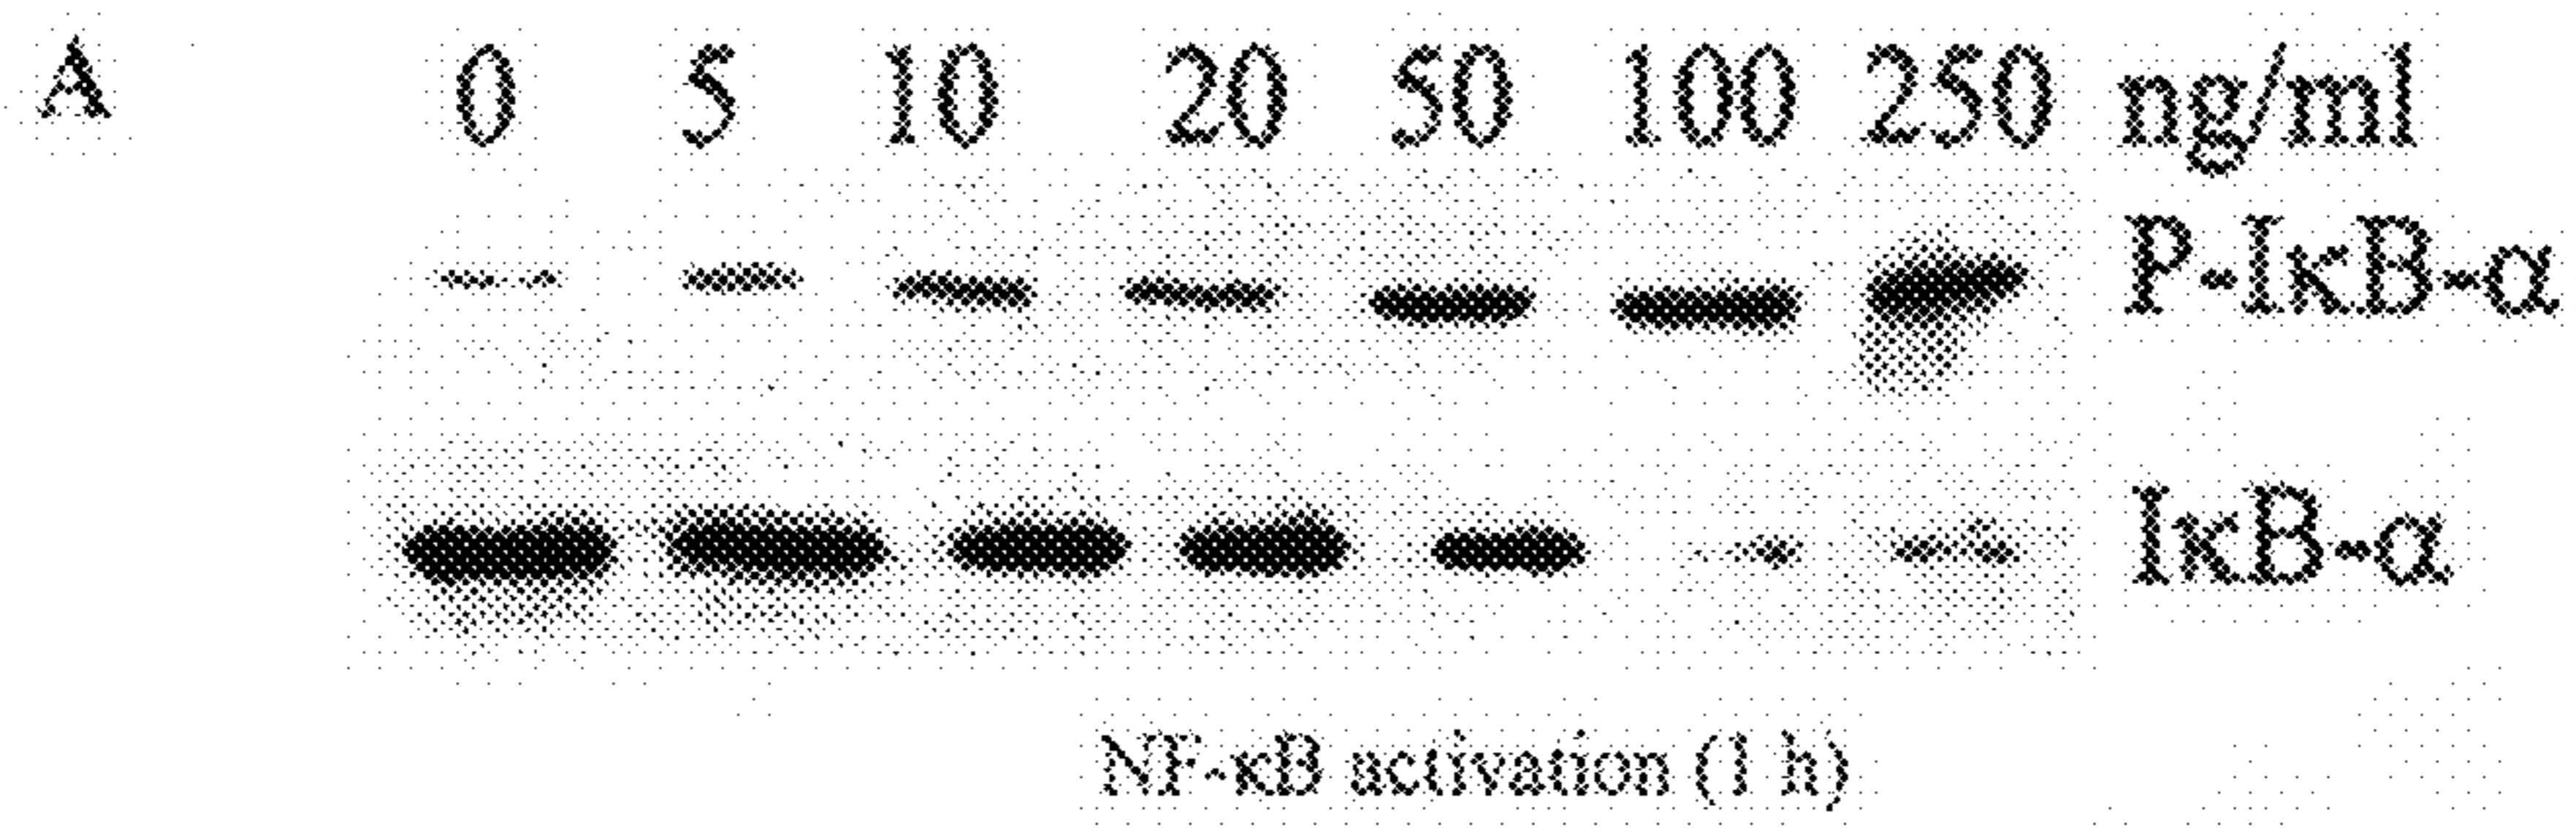 A 0 5 10 20 50 100 250 ng/ml
P-IκB-α
IκB-α
NF-κB activation (1 h)